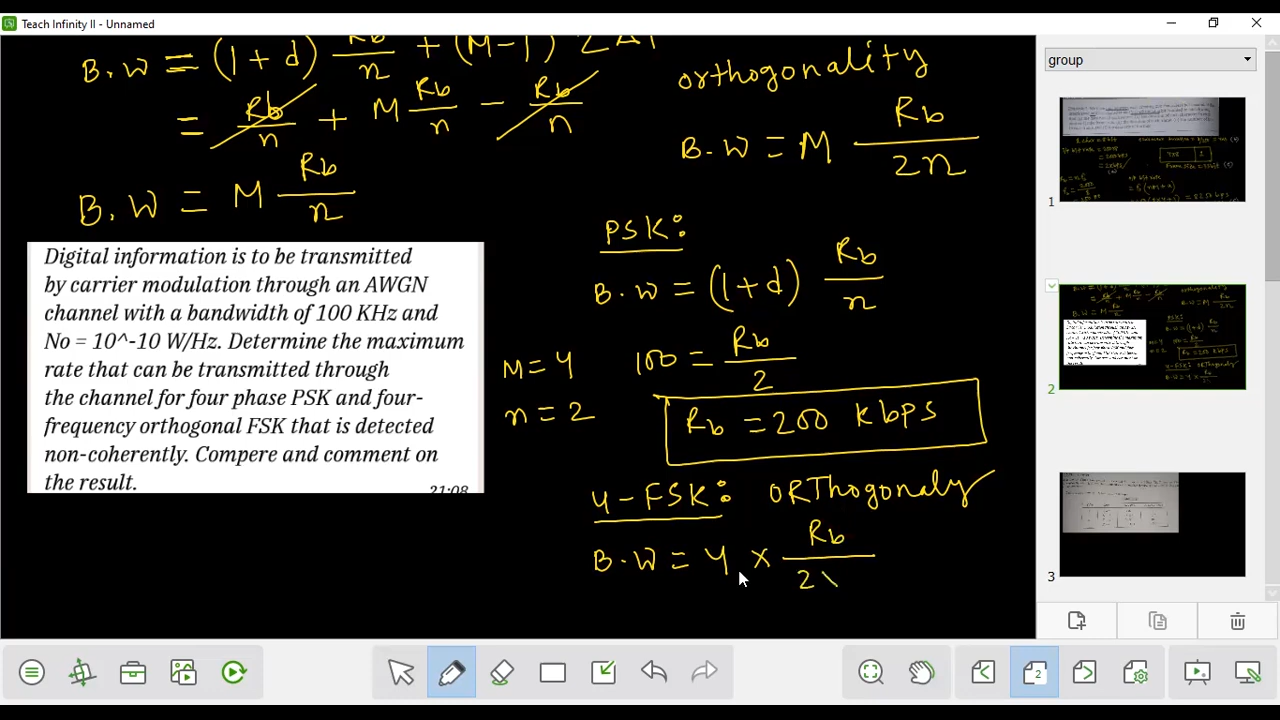 Teach Infinity II - Unnamed
B.W = (1+d) Rb/n + (M-1) 2Δf
= Rb/n + M Rb/n - Rb/n
B.W = M Rb/n
orthogonality
B.W = M Rb/2n
Digital information is to be transmitted
by carrier modulation through an AWGN
channel with a bandwidth of 100 KHz and
No = 10^-10 W/Hz. Determine the maximum
rate that can be transmitted through
the channel for four phase PSK and four-
frequency orthogonal FSK that is detected
non-coherently. Compere and comment on
the result.
21:08
PSK:
B.W = (1+d) Rb/n
M=4
n=2
100 = Rb/2
Rb = 200 kbps
4-FSK: ORThogonaly
B.W = 4 x Rb/2
group
1
2
3
2